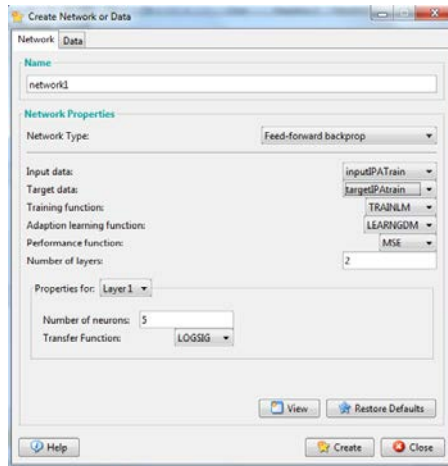 Create Network or Data
Network Data
Name
network1
Network Properties
Network Type: Feed-forward backprop
Input data: inputIPATrain
Target data: targetIPAtrain
Training function: TRAINLM
Adaption learning function: LEARNGDM
Performance function: MSE
Number of layers: 2
Properties for: Layer 1
Number of neurons: 5
Transfer Function: LOGSIG
View Restore Defaults
Help Create Close